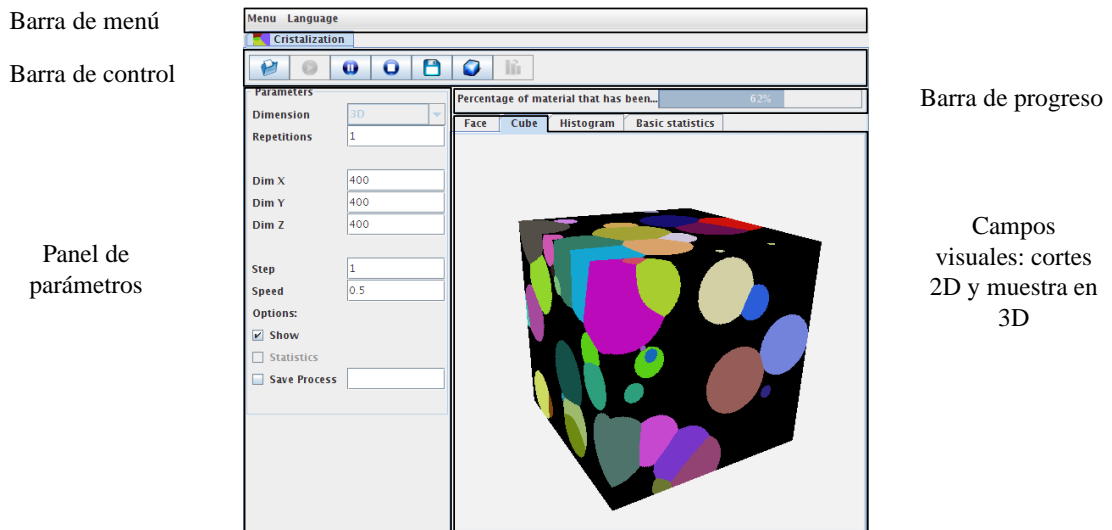 Barra de menú
Menu Language
Cristalization
Barra de control
Parameters
Percentage of material that has been... 62%
Barra de progreso
Dimension 3D
Face Cube Histogram Basic statistics
Repetitions 1
Dim X 400
Dim Y 400
Dim Z 400
Panel de
parámetros
Campos
visuales: cortes
2D y muestra en
3D
Step 1
Speed 0.5
Options:
Show
Statistics
Save Process